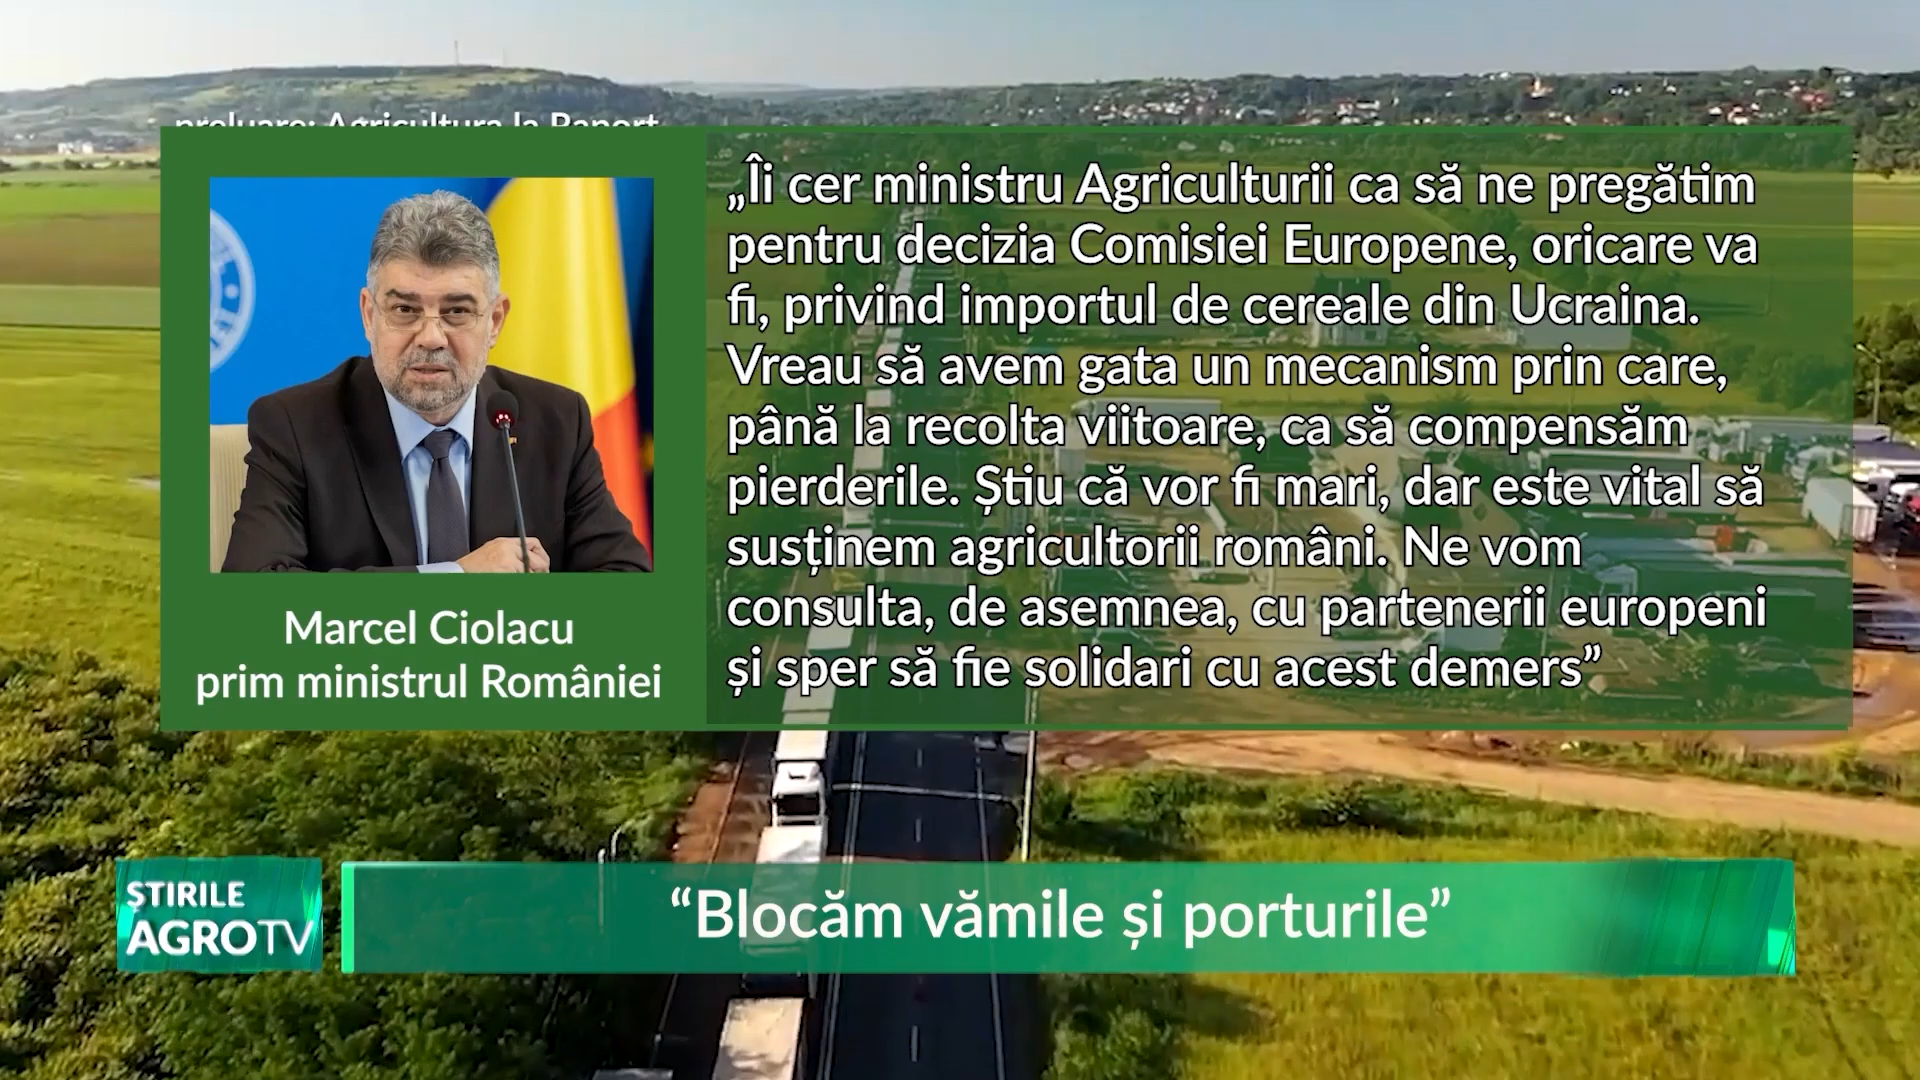 preluare: Agricultura la Raport
„Îi cer ministru Agriculturii ca să ne pregătim
pentru decizia Comisiei Europene, oricare va
fi, privind importul de cereale din Ucraina.
Vreau să avem gata un mecanism prin care,
până la recolta viitoare, ca să compensăm
pierderile. Știu că vor fi mari, dar este vital să
susținem agricultorii români. Ne vom
consulta, de asemnea, cu partenerii europeni
și sper să fie solidari cu acest demers”
Marcel Ciolacu
prim ministrul României
ȘTIRILE
AGROTV
“Blocăm vămile și porturile”